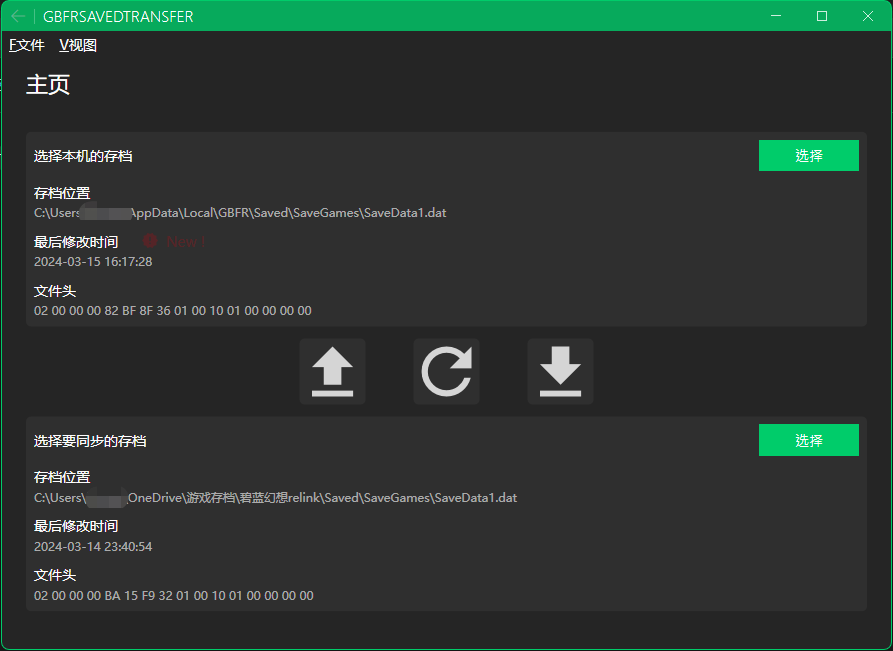 GBFRSAVEDTRANSFER
F文件 V视图
主页
选择本机的存档
选择
存档位置
C:\Users AppData\Local\GBFR\Saved\SaveGames\SaveData1.dat
最后修改时间 New !
2024-03-15 16:17:28
文件头
02 00 00 00 82 BF 8F 36 01 00 10 01 00 00 00 00
选择要同步的存档
选择
存档位置
C:\Users\ OneDrive\游戏存档\碧蓝幻想relink\Saved\SaveGames\SaveData1.dat
最后修改时间
2024-03-14 23:40:54
文件头
02 00 00 00 BA 15 F9 32 01 00 10 01 00 00 00 00